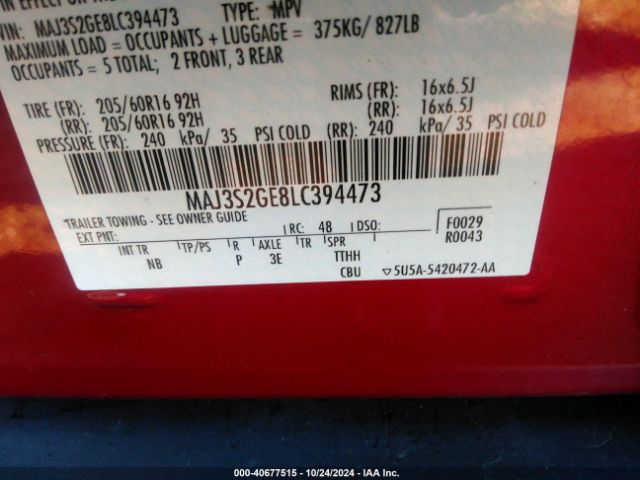 VIN: MAJ3S2GE8LC394473 TYPE: MPV
MAXIMUM LOAD = OCCUPANTS + LUGGAGE = 375KG/ 827LB
OCCUPANTS = 5 TOTAL; 2 FRONT, 3 REAR
TIRE (FR): 205/60R16 92H RIMS (FR): 16x6.5J
(RR): 205/60R16 92H (RR): 16x6.5J
PRESSURE (FR): 240 kPa/ 35 PSI COLD (RR): 240 kPa/ 35 PSI COLD
MAJ3S2GE8LC394473
TRAILER TOWING - SEE OWNER GUIDE
EXT PNT: RC: 48 DSO: F0029
R0043
INT TR TP/PS R AXLE TR SPR
NB P 3E TTHH
CBU ▽5U5A-5420472-AA
000-40677515 - 10/24/2024 - IAA Inc.